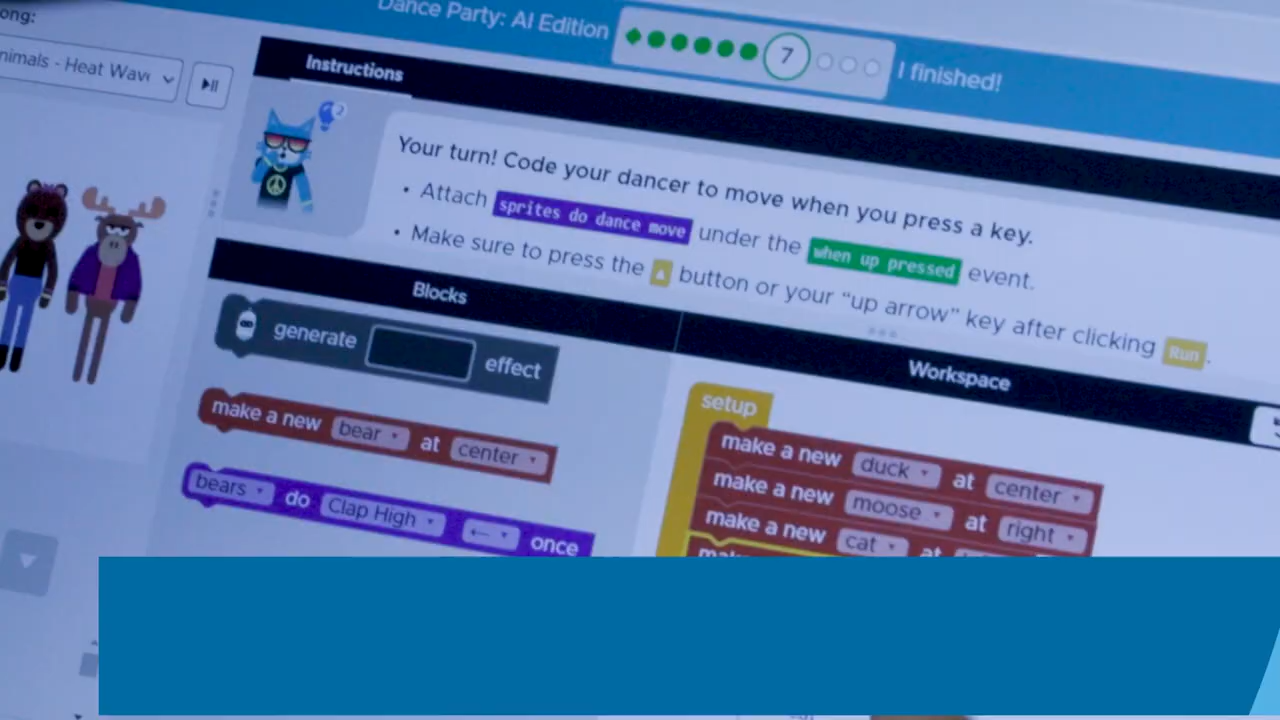 Dance Party: AI Edition
7
I finished!
ong:
nimals - Heat Wav
Instructions
2
Your turn! Code your dancer to move when you press a key.
• Attach sprites do dance move under the when up pressed event.
• Make sure to press the ▲ button or your “up arrow” key after clicking Run.
Blocks
Workspace
generate effect
make a new bear at center
bears do Clap High ← once
setup
make a new duck at center
make a new moose at right
make a new cat at